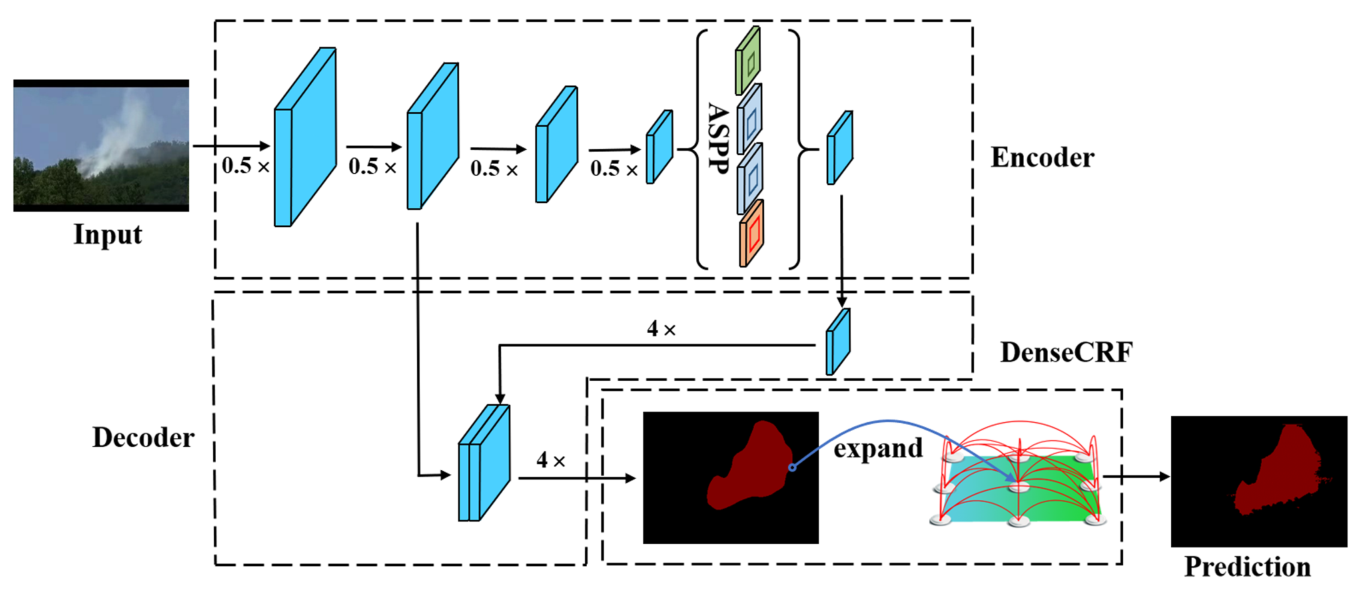 0.5 ×
0.5 ×
0.5 ×
0.5 ×
ASPP
Encoder
Input
4 ×
DenseCRF
Decoder
4 ×
expand
Prediction